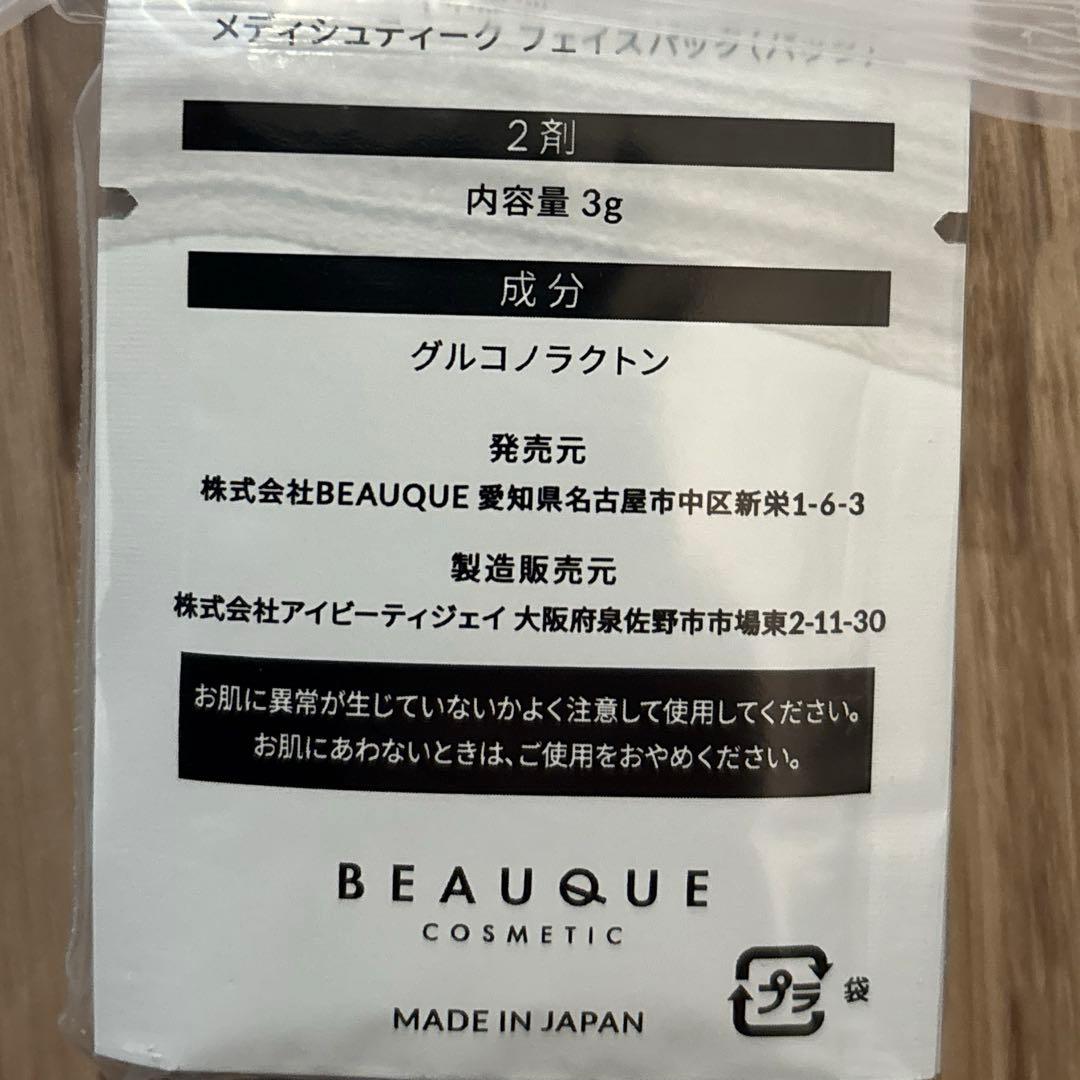 メディシュティーク フェイスパック（パック）
2剤
内容量 3g
成分
グルコノラクトン
発売元
株式会社BEAUQUE 愛知県名古屋市中区新栄1-6-3
製造販売元
株式会社アイビーティジェイ 大阪府泉佐野市市場東2-11-30
お肌に異常が生じていないかよく注意して使用してください。
お肌にあわないときは、ご使用をおやめください。
BEAUQUE
COSMETIC
プラ 袋
MADE IN JAPAN